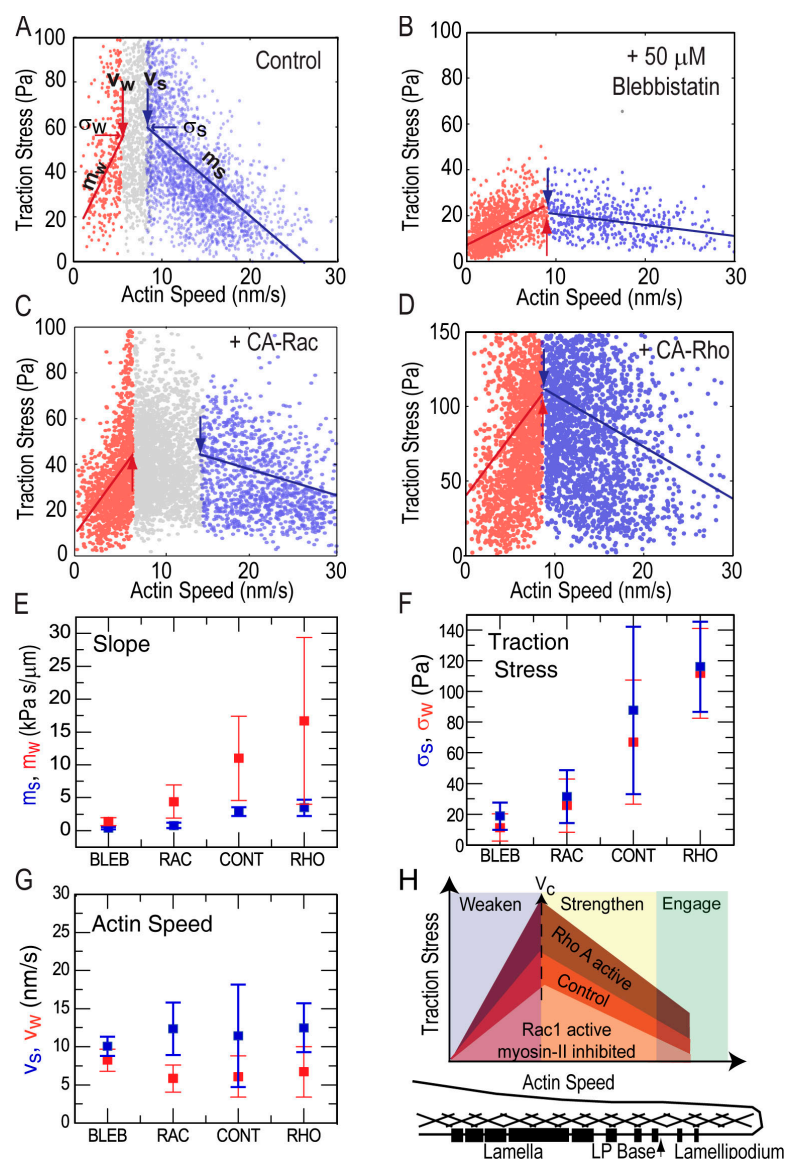 A
Control
100
80
60
40
20
0
Traction Stress (Pa)
v_w v_s
σ_W
σ_S
m_w
m_s
0 10 20 30
Actin Speed (nm/s)
B
+ 50 µM
Blebbistatin
100
80
60
40
20
0
Traction Stress (Pa)
0 10 20 30
Actin Speed (nm/s)
C
+ CA-Rac
100
80
60
40
20
0
Traction Stress (Pa)
0 10 20 30
Actin Speed (nm/s)
D
+ CA-Rho
150
100
50
0
Traction Stress (Pa)
0 10 20 30
Actin Speed (nm/s)
E
Slope
30
25
20
15
10
5
0
m_S, m_W (kPa s/µm)
BLEB RAC CONT RHO
F
Traction
Stress
140
120
100
80
60
40
20
0
σ_S, σ_W (Pa)
BLEB RAC CONT RHO
G
Actin Speed
30
25
20
15
10
5
0
v_S, v_W (nm/s)
BLEB RAC CONT RHO
H
V_C
Weaken Strengthen Engage
Rho A active
Control
Rac1 active
myosin-II inhibited
Traction Stress
Actin Speed
LP Base
Lamella Lamellipodium